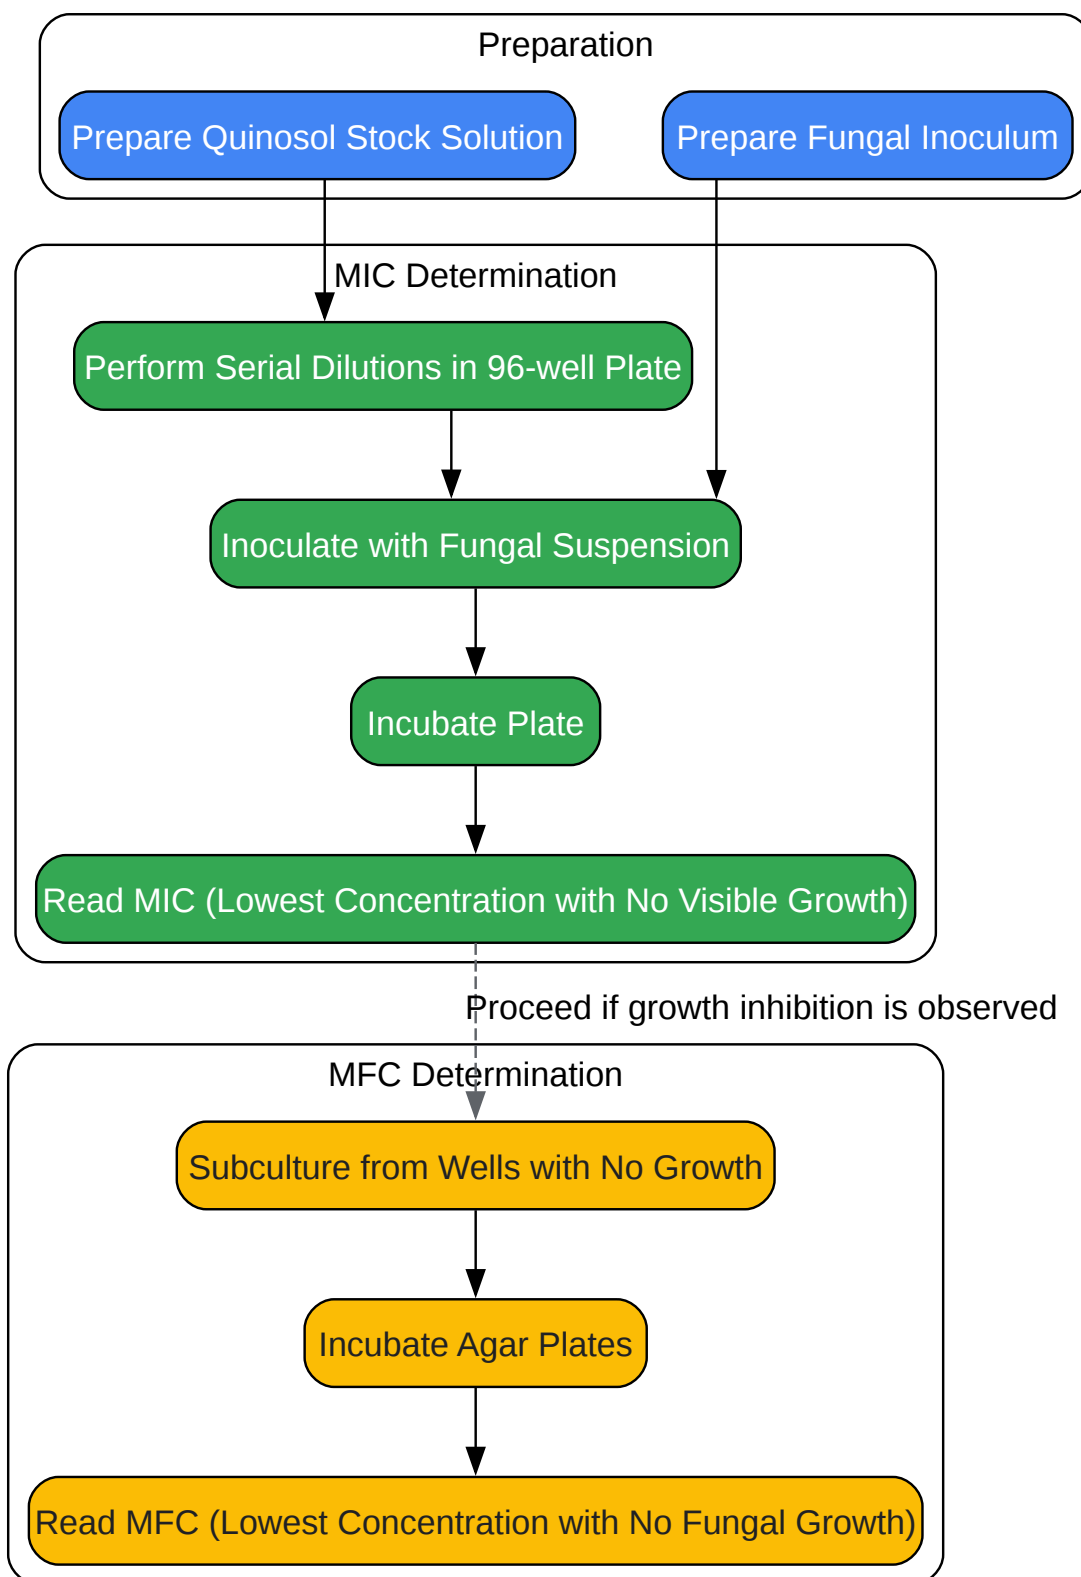 Preparation
Prepare Quinosol Stock Solution
Prepare Fungal Inoculum
MIC Determination
Perform Serial Dilutions in 96-well Plate
Inoculate with Fungal Suspension
Incubate Plate
Read MIC (Lowest Concentration with No Visible Growth)
Proceed if growth inhibition is observed
MFC Determination
Subculture from Wells with No Growth
Incubate Agar Plates
Read MFC (Lowest Concentration with No Fungal Growth)